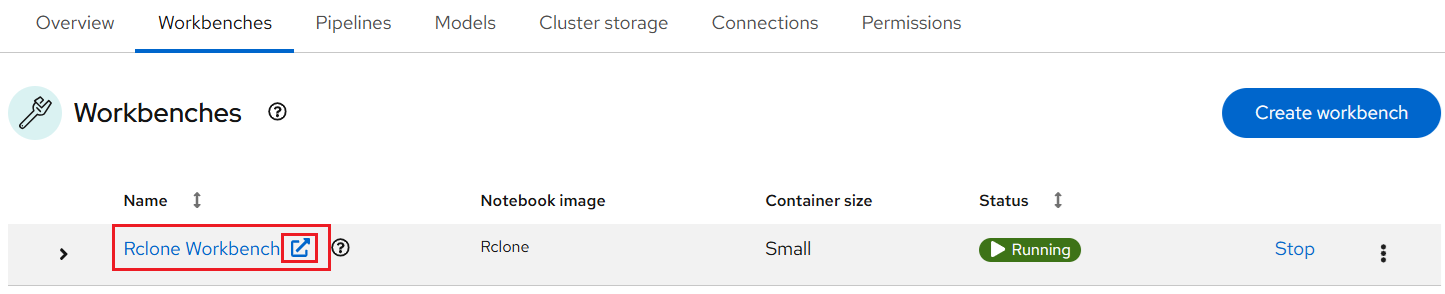 Overview Workbenches Pipelines Models Cluster storage Connections Permissions
Workbenches
Create workbench
Name Notebook image Container size Status
Rclone Workbench Rclone Small Running Stop